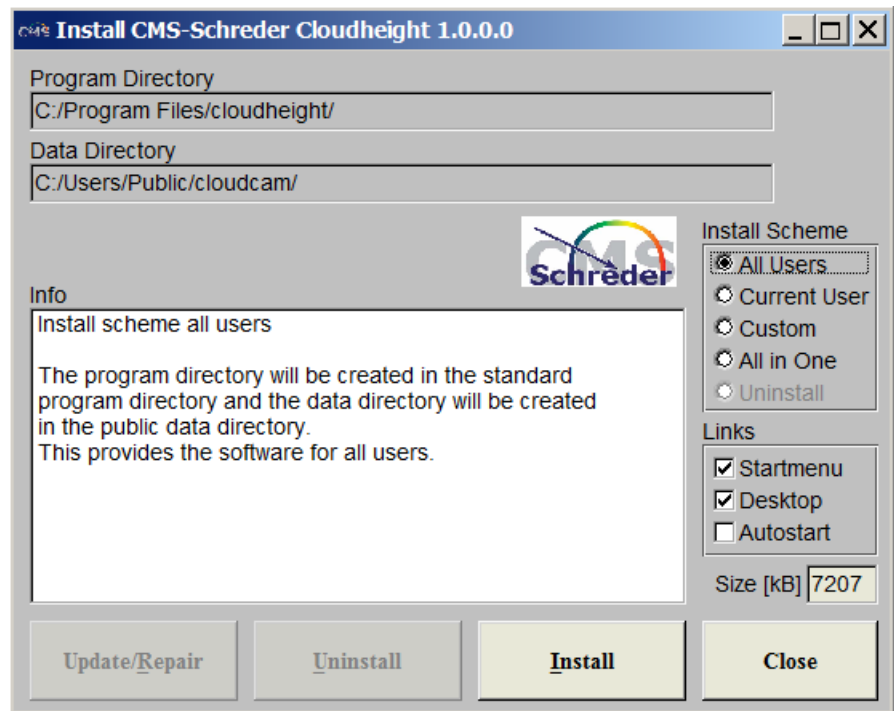 CMS Install CMS-Schreder Cloudheight 1.0.0.0
Program Directory
C:/Program Files/cloudheight/
Data Directory
C:/Users/Public/cloudcam/
CMS
Schreder
Install Scheme
All Users
Current User
Custom
All in One
Uninstall
Info
Install scheme all users
The program directory will be created in the standard
program directory and the data directory will be created
in the public data directory.
This provides the software for all users.
Links
Startmenu
Desktop
Autostart
Size [kB] 7207
Update/Repair
Uninstall
Install
Close